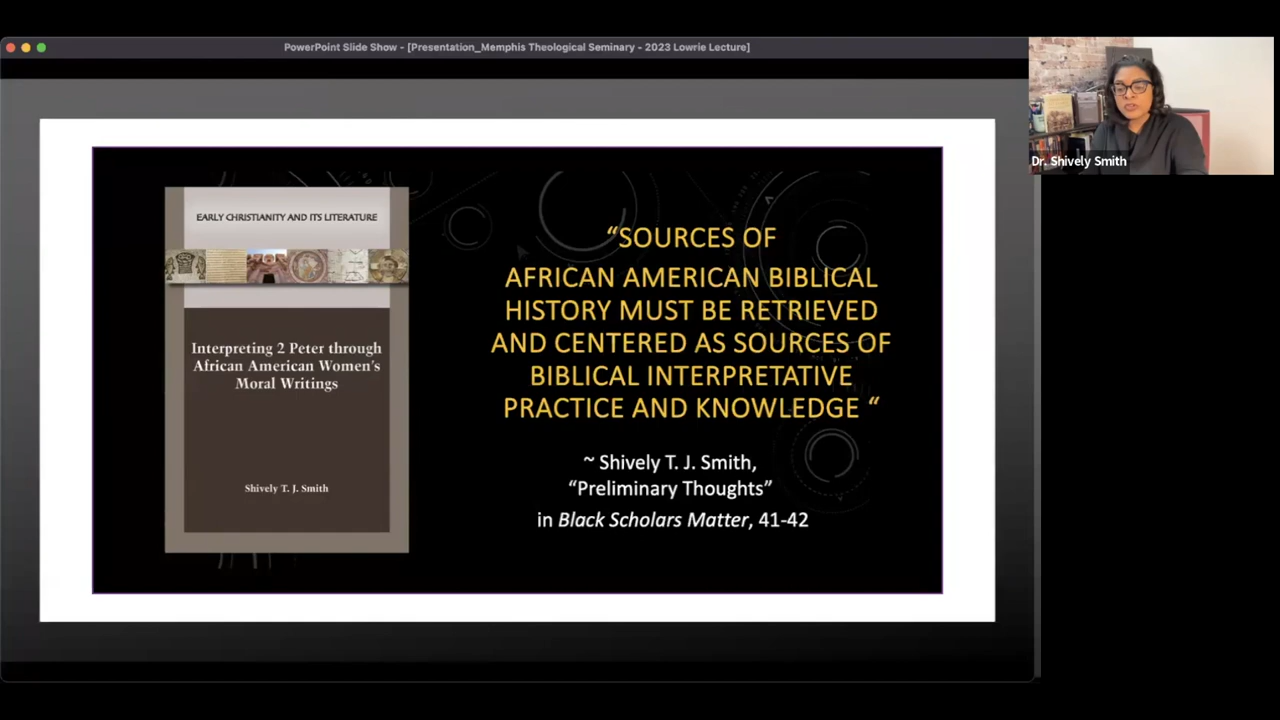 PowerPoint Slide Show - [Presentation_Memphis Theological Seminary - 2023 Lowrie Lecture]
Dr. Shively Smith
EARLY CHRISTIANITY AND ITS LITERATURE
Interpreting 2 Peter through
African American Women's
Moral Writings
Shively T. J. Smith
“SOURCES OF
AFRICAN AMERICAN BIBLICAL
HISTORY MUST BE RETRIEVED
AND CENTERED AS SOURCES OF
BIBLICAL INTERPRETATIVE
PRACTICE AND KNOWLEDGE “
~ Shively T. J. Smith,
“Preliminary Thoughts”
in Black Scholars Matter, 41-42